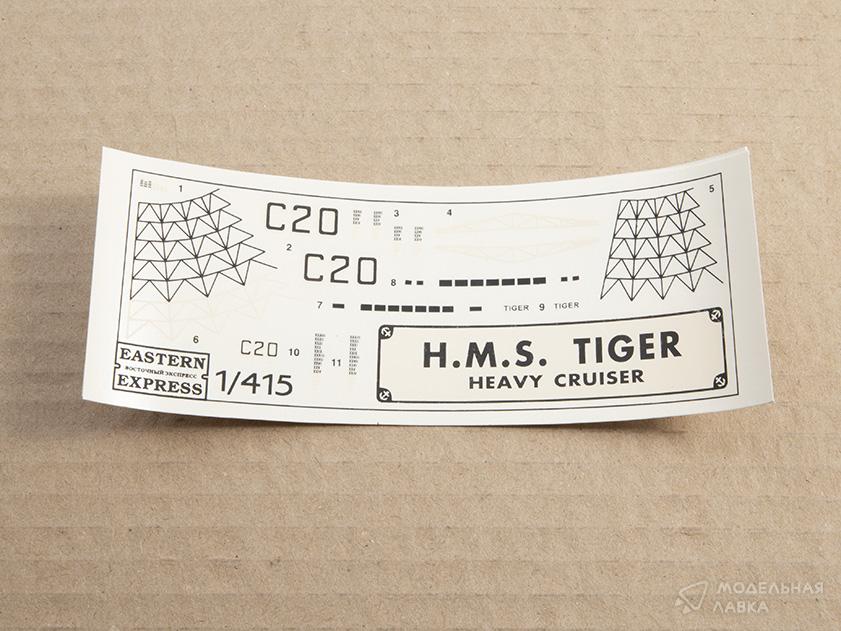 1
C20
3
4
5
2
C20
8
7
TIGER 9 TIGER
6
C20 10
11
H.M.S. TIGER
HEAVY CRUISER
EASTERN
ВОСТОЧНЫЙ ЭКСПРЕСС
EXPRESS
1/415
МОДЕЛЬНАЯ
ЛАВКА